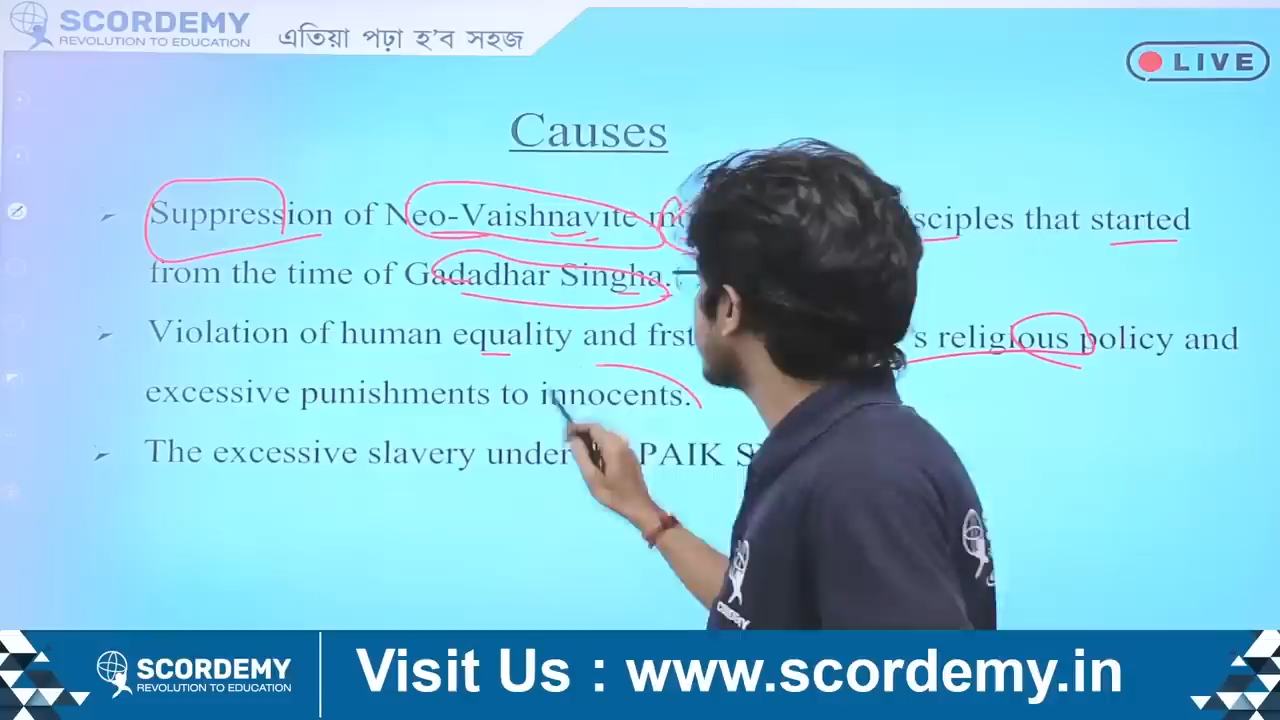 SCORDEMY
REVOLUTION TO EDUCATION
এতিয়া পঢ়া হ'ব সহজ
LIVE
Causes
Suppression of Neo-Vaishnavite that started
from the time of Gadadhar Singha.
Violation of human equality and frst religious policy and
excessive punishments to innocents.
The excessive slavery under PAIK
SCORDEMY
REVOLUTION TO EDUCATION
Visit Us : www.scordemy.in